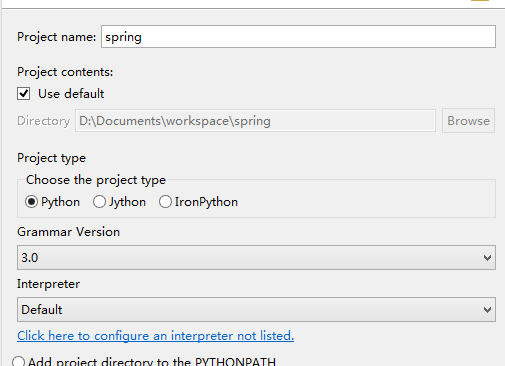 Project name: spring
Project contents:
Use default
Directory D:\Documents\workspace\spring Browse
Project type
Choose the project type
Python Jython IronPython
Grammar Version
3.0
Interpreter
Default
Click here to configure an interpreter not listed.
Add project directory to the PYTHONPATH